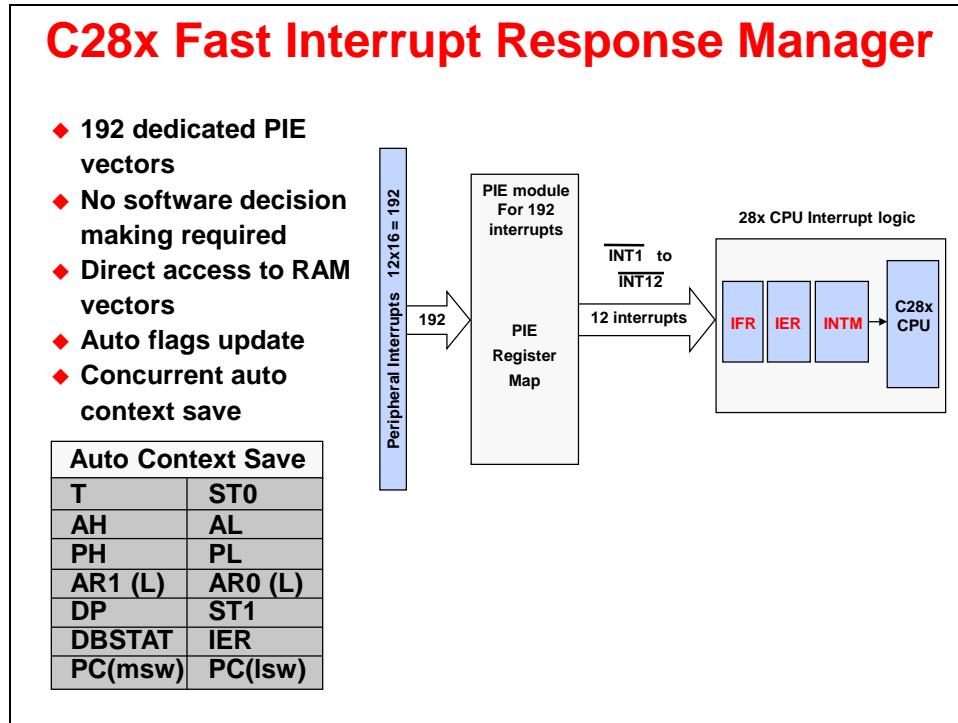 C28x Fast Interrupt Response Manager
◆ 192 dedicated PIE
vectors
◆ No software decision
making required
◆ Direct access to RAM
vectors
◆ Auto flags update
◆ Concurrent auto
context save
Auto Context Save
T ST0
AH AL
PH PL
AR1 (L) AR0 (L)
DP ST1
DBSTAT IER
PC(msw) PC(lsw)
Peripheral Interrupts 12x16 = 192
192
PIE module
For 192
interrupts
PIE
Register
Map
INT1 to
INT12
12 interrupts
28x CPU Interrupt logic
IFR
IER
INTM
C28x
CPU